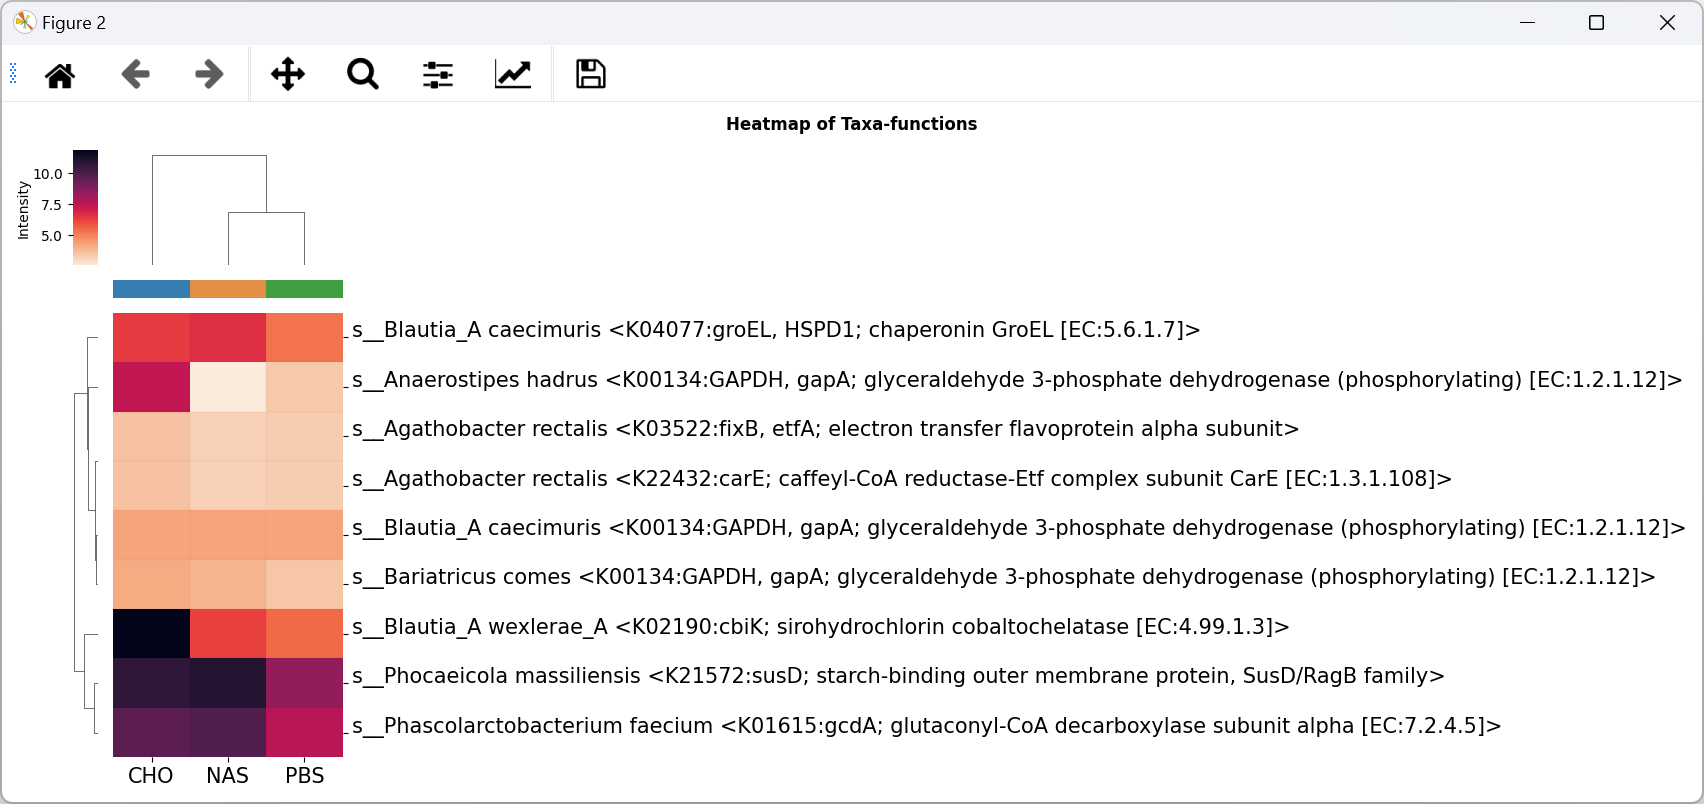 Figure 2
Heatmap of Taxa-functions
Intensity
10.0
7.5
5.0
s__Blautia_A caecimuris <K04077:groEL, HSPD1; chaperonin GroEL [EC:5.6.1.7]>
s__Anaerostipes hadrus <K00134:GAPDH, gapA; glyceraldehyde 3-phosphate dehydrogenase (phosphorylating) [EC:1.2.1.12]>
s__Agathobacter rectalis <K03522:fixB, etfA; electron transfer flavoprotein alpha subunit>
s__Agathobacter rectalis <K22432:carE; caffeyl-CoA reductase-Etf complex subunit CarE [EC:1.3.1.108]>
s__Blautia_A caecimuris <K00134:GAPDH, gapA; glyceraldehyde 3-phosphate dehydrogenase (phosphorylating) [EC:1.2.1.12]>
s__Bariatricus comes <K00134:GAPDH, gapA; glyceraldehyde 3-phosphate dehydrogenase (phosphorylating) [EC:1.2.1.12]>
s__Blautia_A wexlerae_A <K02190:cbiK; sirohydrochlorin cobaltochelatase [EC:4.99.1.3]>
s__Phocaeicola massiliensis <K21572:susD; starch-binding outer membrane protein, SusD/RagB family>
s__Phascolarctobacterium faecium <K01615:gcdA; glutaconyl-CoA decarboxylase subunit alpha [EC:7.2.4.5]>
CHO NAS PBS